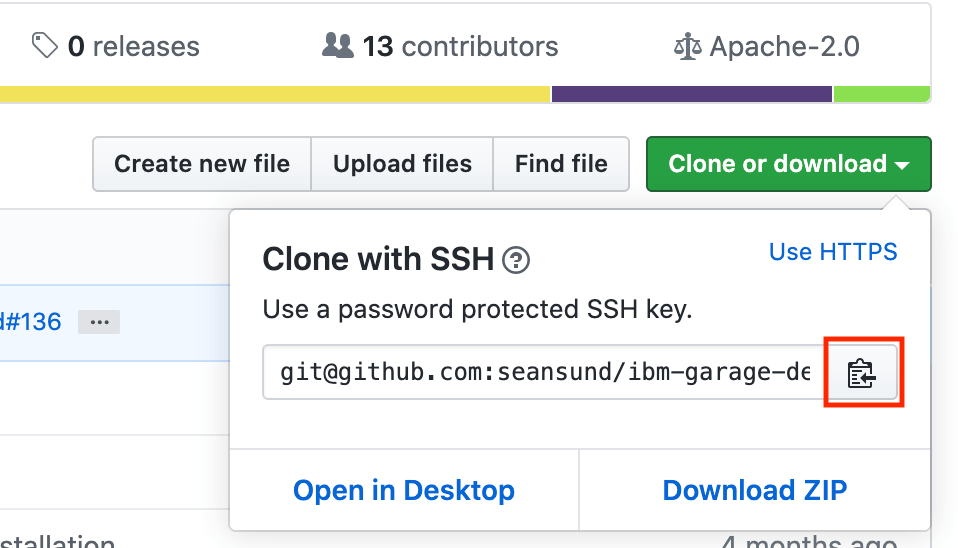 0 releases 13 contributors Apache-2.0
Create new file Upload files Find file Clone or download
Clone with SSH Use HTTPS
Use a password protected SSH key.
#136 ...
git@github.com:seansund/ibm-garage-de
Open in Desktop Download ZIP
stallation 4 months ago